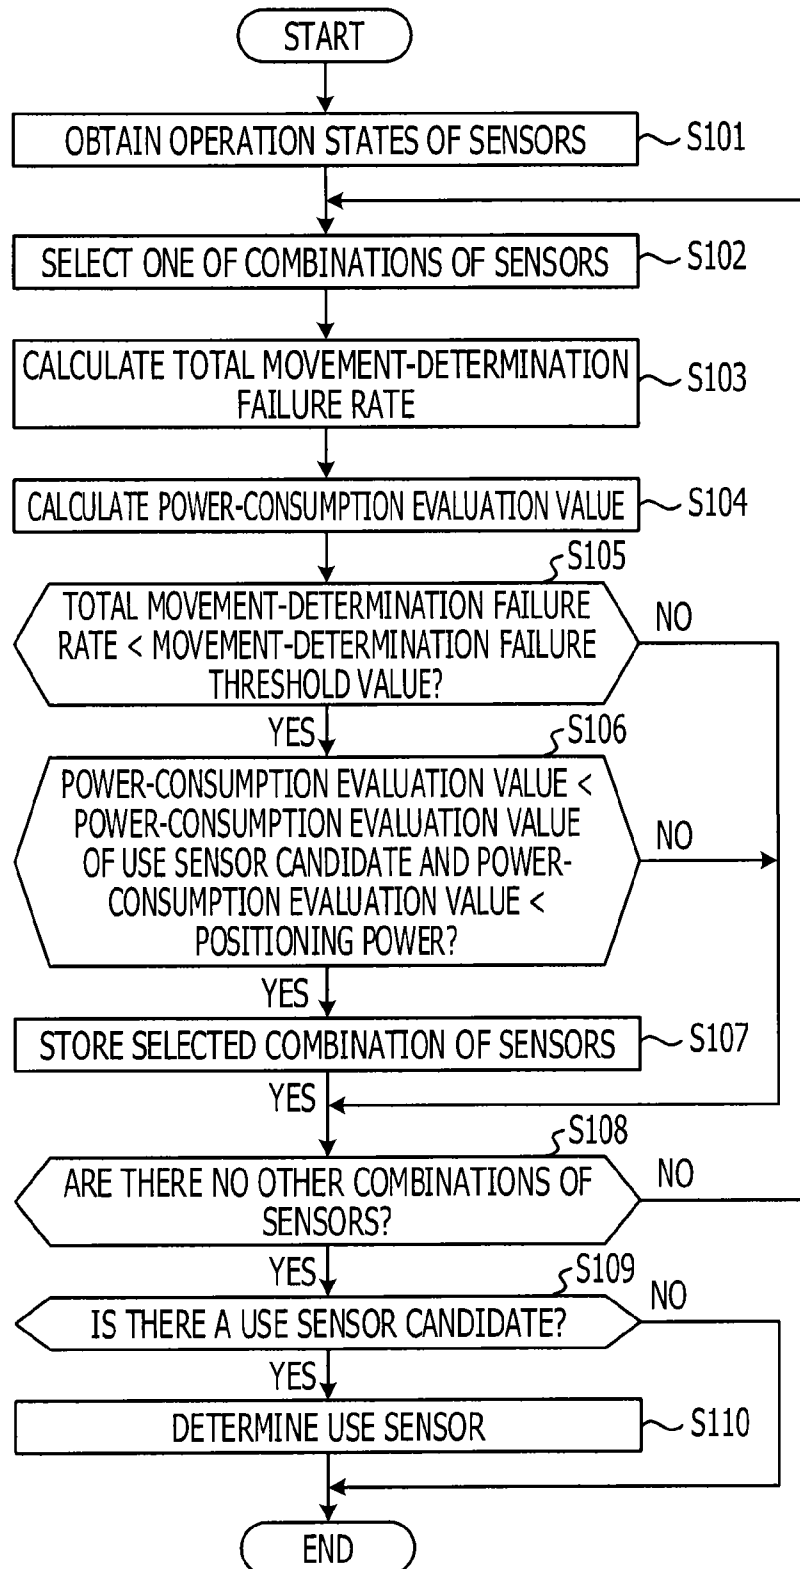 START
OBTAIN OPERATION STATES OF SENSORS
S101
SELECT ONE OF COMBINATIONS OF SENSORS
S102
CALCULATE TOTAL MOVEMENT-DETERMINATION
FAILURE RATE
S103
CALCULATE POWER-CONSUMPTION EVALUATION VALUE
S104
S105
TOTAL MOVEMENT-DETERMINATION FAILURE
RATE < MOVEMENT-DETERMINATION FAILURE
THRESHOLD VALUE?
NO
YES
S106
POWER-CONSUMPTION EVALUATION VALUE <
POWER-CONSUMPTION EVALUATION VALUE
OF USE SENSOR CANDIDATE AND POWER-
CONSUMPTION EVALUATION VALUE <
POSITIONING POWER?
NO
YES
STORE SELECTED COMBINATION OF SENSORS
S107
YES
S108
ARE THERE NO OTHER COMBINATIONS OF
SENSORS?
NO
YES
S109
IS THERE A USE SENSOR CANDIDATE?
NO
YES
DETERMINE USE SENSOR
S110
END